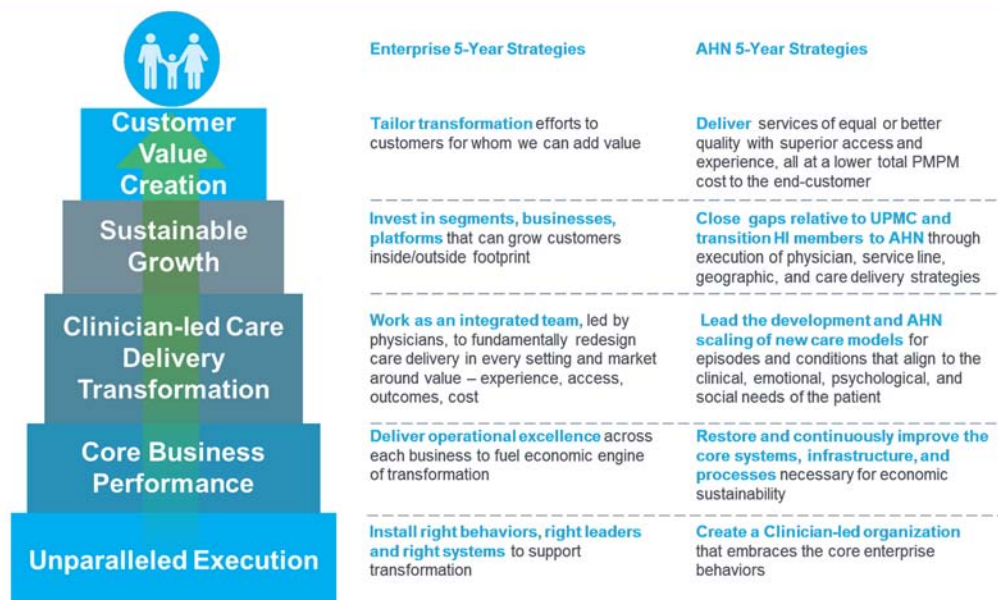 Enterprise 5-Year Strategies
AHN 5-Year Strategies
Customer
Value
Creation
Tailor transformation efforts to
customers for whom we can add value
Deliver services of equal or better
quality with superior access and
experience, all at a lower total PMPM
cost to the end-customer
Sustainable
Growth
Invest in segments, businesses,
platforms that can grow customers
inside/outside footprint
Close gaps relative to UPMC and
transition HI members to AHN through
execution of physician, service line,
geographic, and care delivery strategies
Clinician-led Care
Delivery
Transformation
Work as an integrated team, led by
physicians, to fundamentally redesign
care delivery in every setting and market
around value – experience, access,
outcomes, cost
Lead the development and AHN
scaling of new care models for
episodes and conditions that align to the
clinical, emotional, psychological, and
social needs of the patient
Core Business
Performance
Deliver operational excellence across
each business to fuel economic engine
of transformation
Restore and continuously improve the
core systems, infrastructure, and
processes necessary for economic
sustainability
Unparalleled Execution
Install right behaviors, right leaders
and right systems to support
transformation
Create a Clinician-led organization
that embraces the core enterprise
behaviors